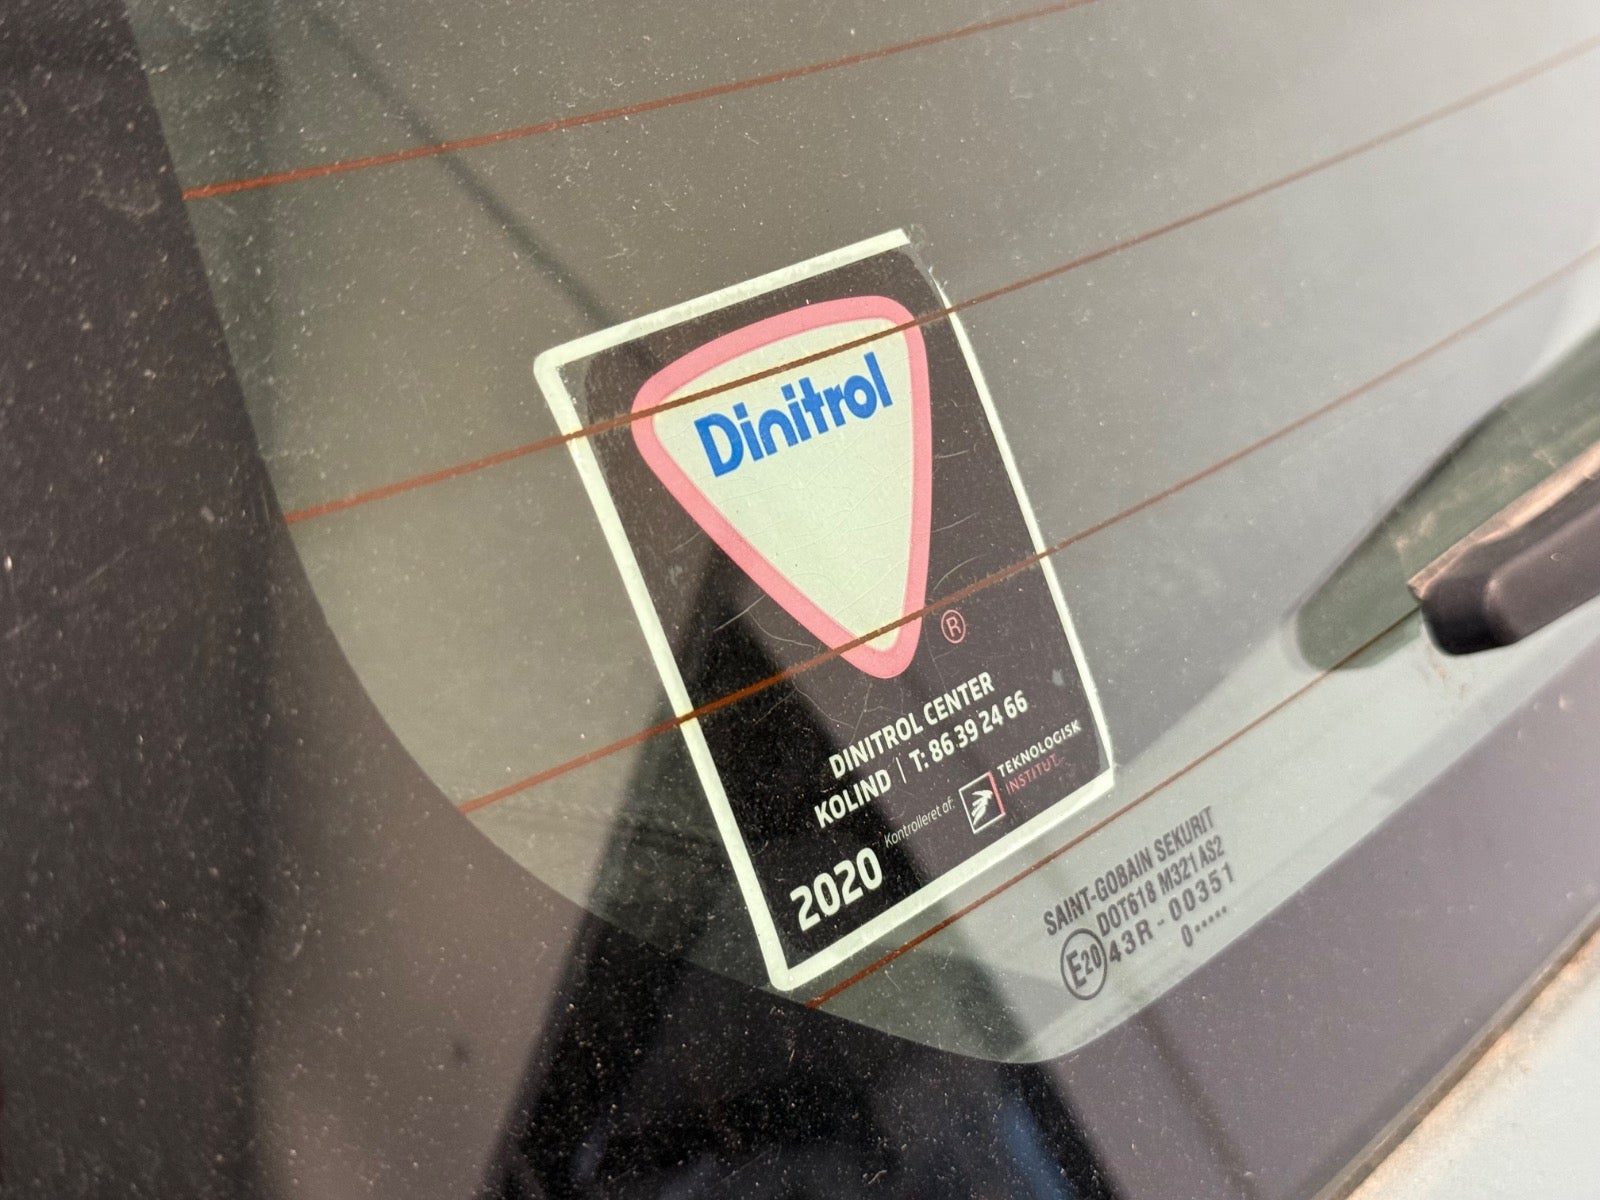 Dinitrol
®
DINITROL CENTER
KOLIND | T: 86 39 24 66
2020 Kontrolleret af: TEKNOLOGISK
INSTITUT
SAINT-GOBAIN SEKURIT
DOT618 M321 AS2
E20 43R - 00351
0.....